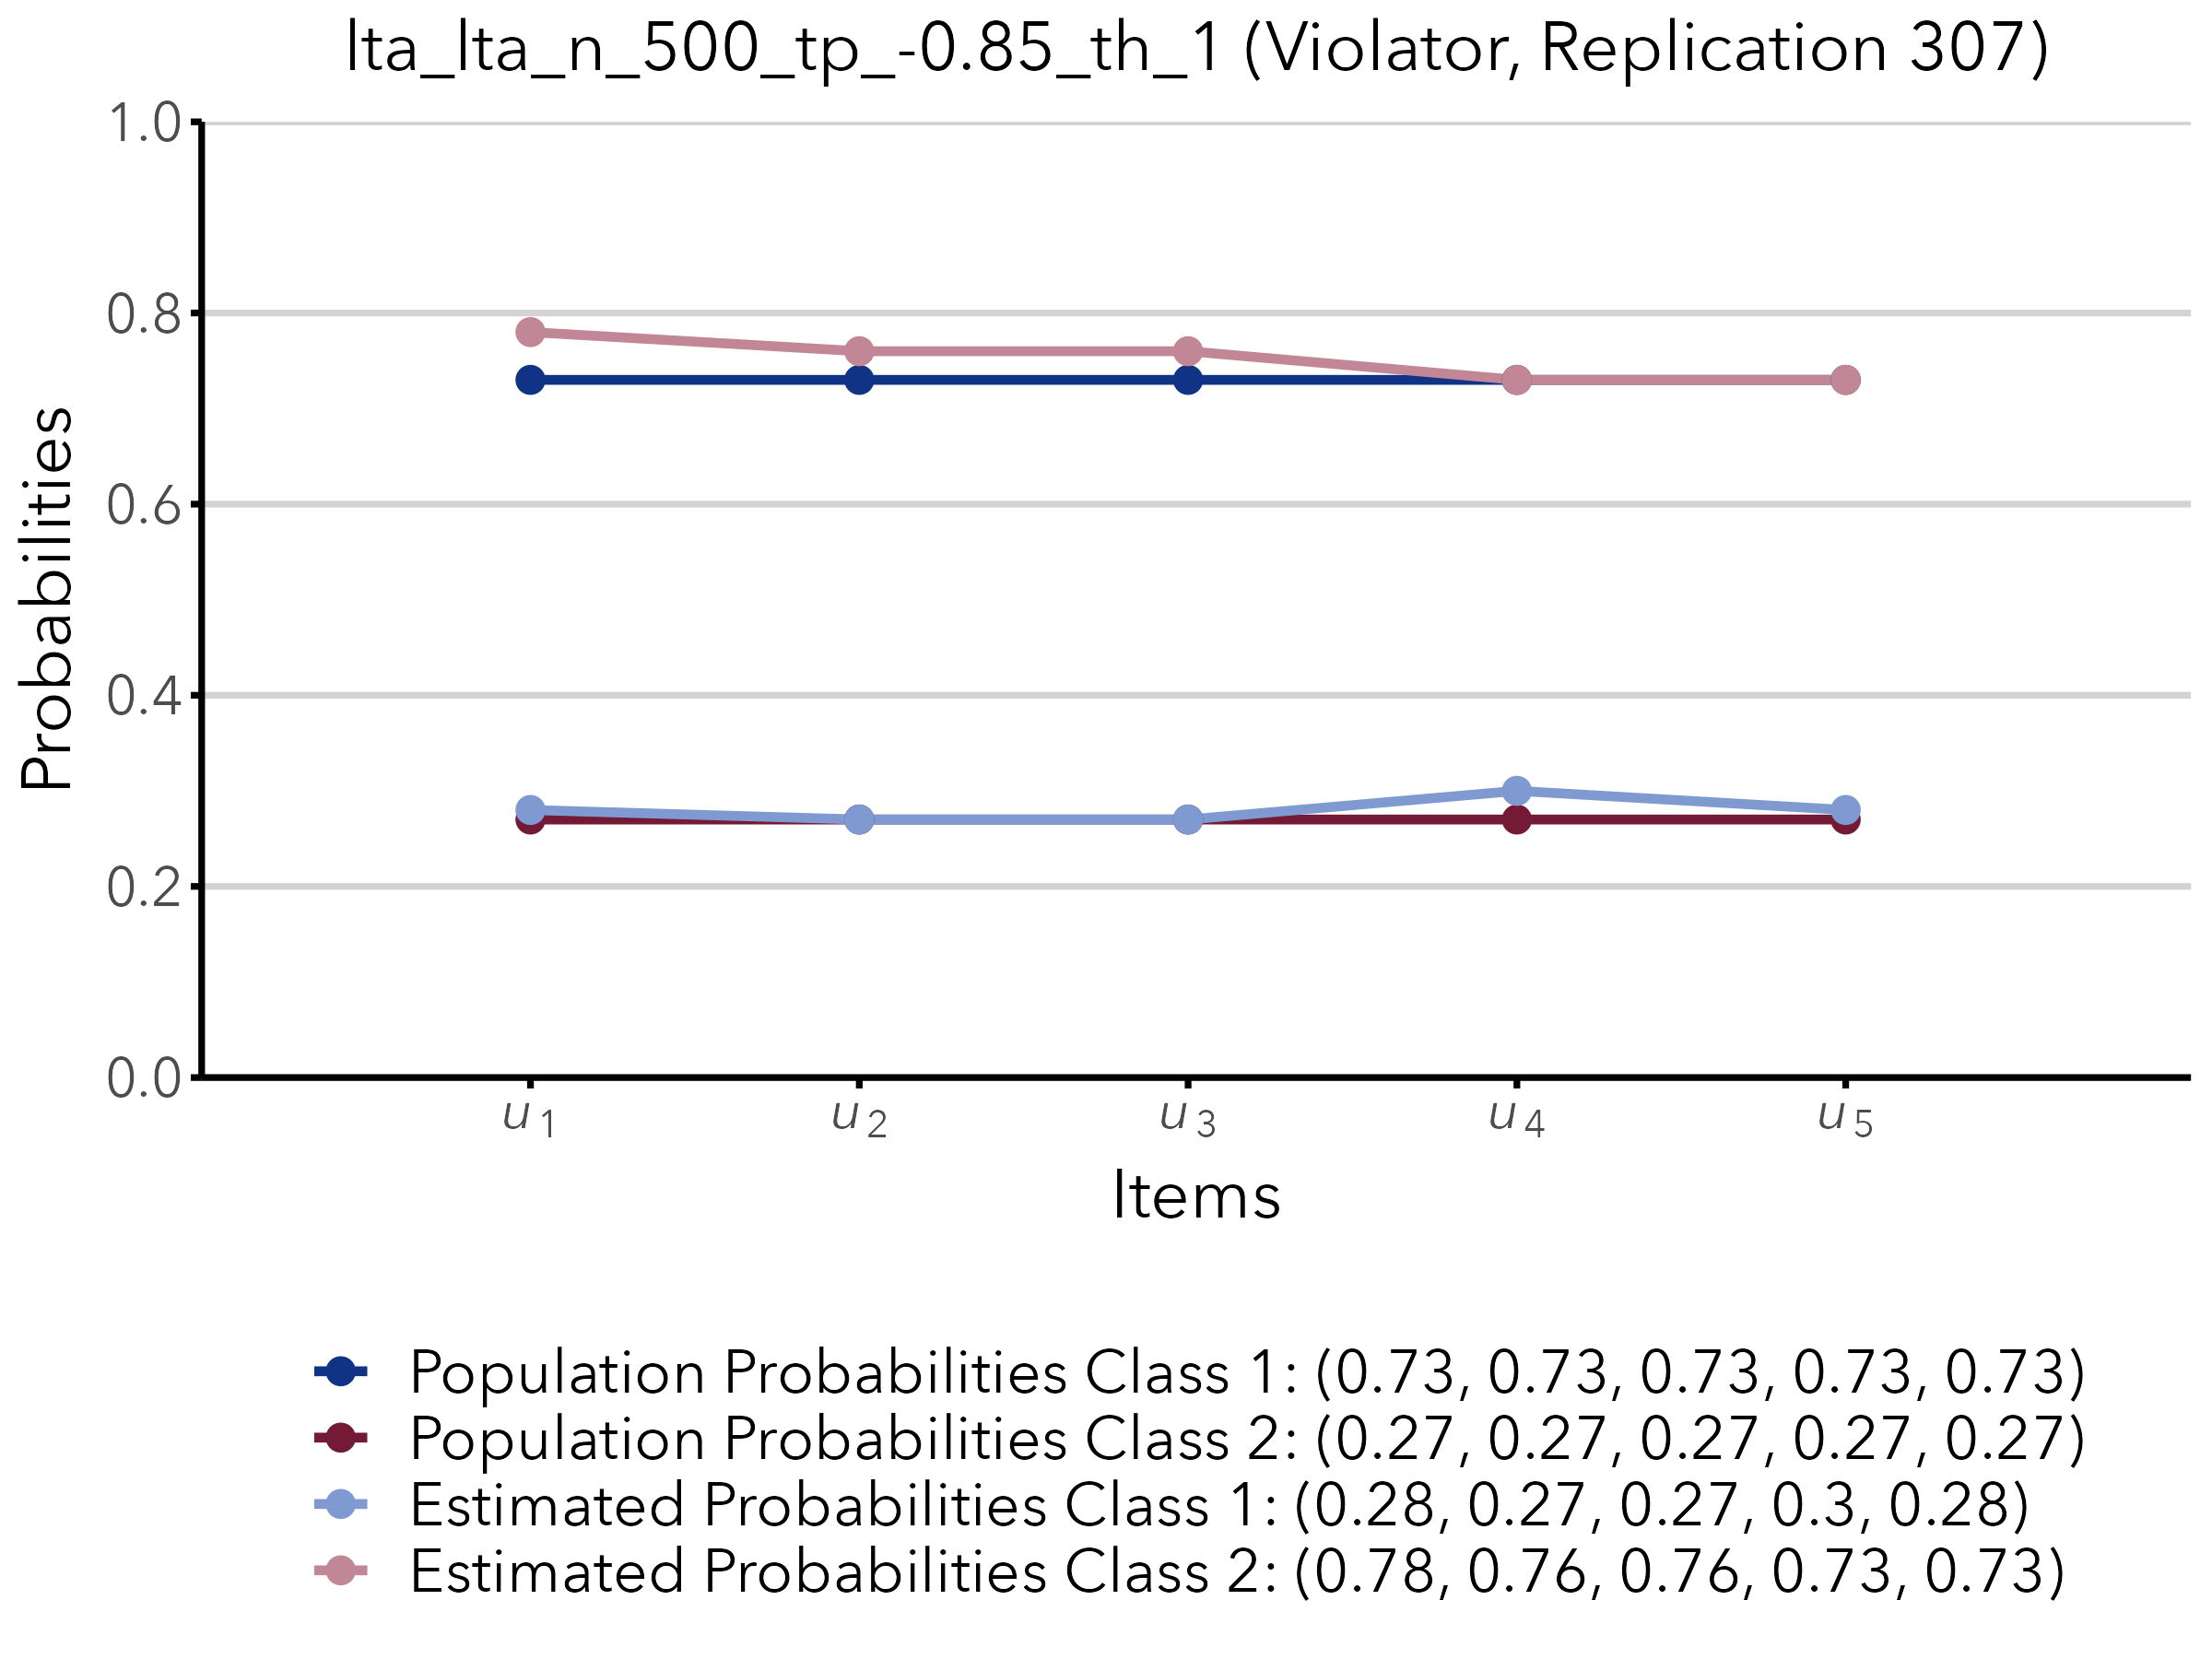 lta_lta_n_500_tp_-0.85_th_1 (Violator, Replication 307)
1.0
0.8
0.6
0.4
0.2
0.0
Probabilities
u1
u2
u3
u4
u5
Items
Population Probabilities Class 1: (0.73, 0.73, 0.73, 0.73, 0.73)
Population Probabilities Class 2: (0.27, 0.27, 0.27, 0.27, 0.27)
Estimated Probabilities Class 1: (0.28, 0.27, 0.27, 0.3, 0.28)
Estimated Probabilities Class 2: (0.78, 0.76, 0.76, 0.73, 0.73)